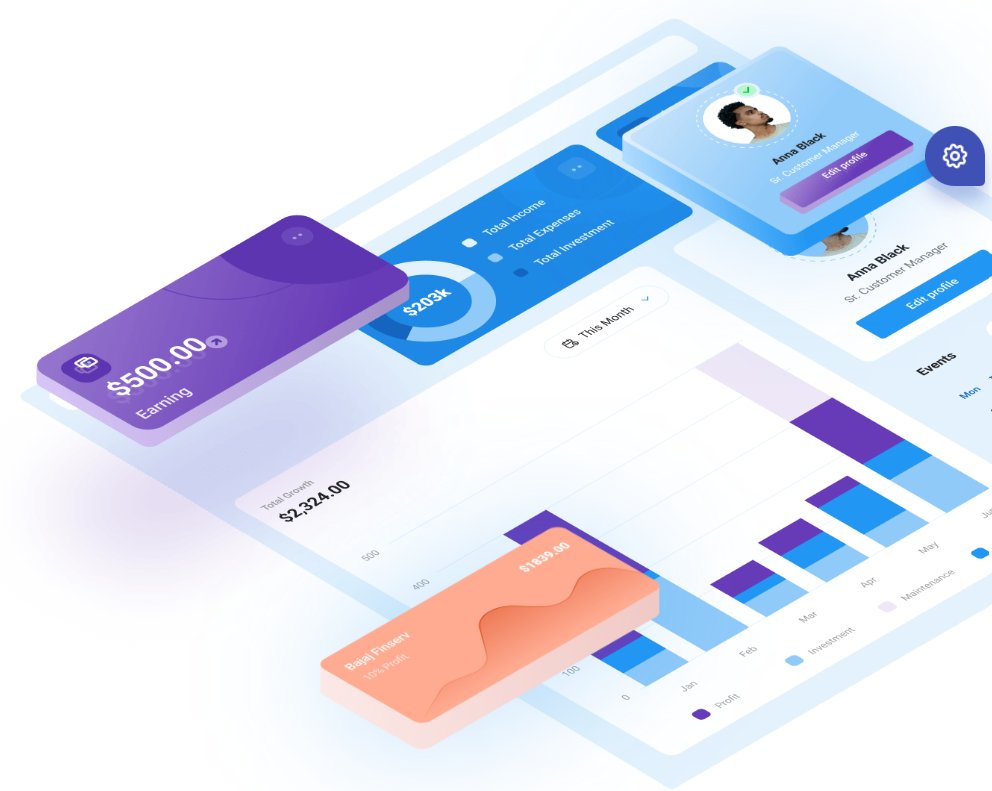 Anna Black
Sr. Customer Manager
Edit profile
Total Income
Total Expenses
Total Investment
$203k
$500.00
Earning
Anna Black
Sr. Customer Manager
Edit profile
Events
Mon
This Month
Total Growth
$2,324.00
500
400
100
0
$1839.00
Bajaj Finserv
10% Profit
Jan
Feb
Mar
Apr
May
Profit
Investment
Maintenance